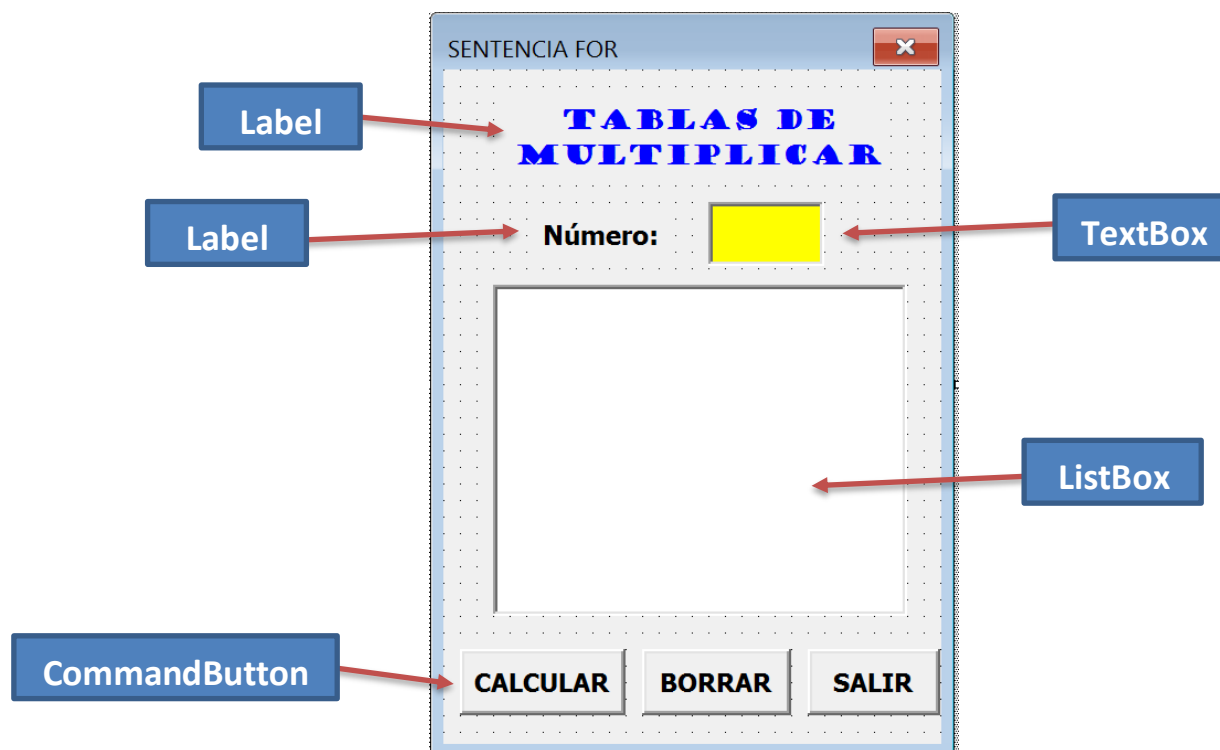 SENTENCIA FOR
Label
TABLAS DE
MULTIPLICAR
Label
Número:
TextBox
ListBox
CommandButton
CALCULAR
BORRAR
SALIR